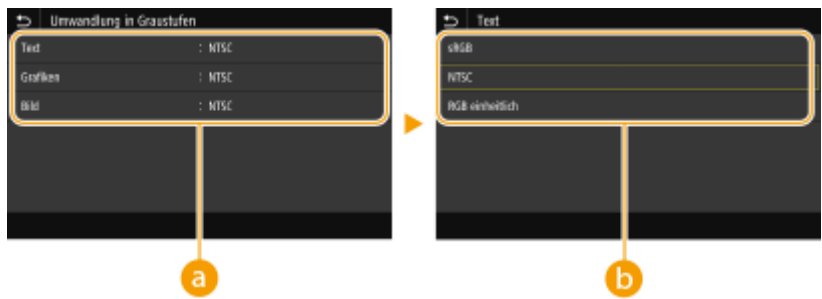 Umwandlung in Graustufen
Text : NTSC
Grafiken : NTSC
Bild : NTSC
a
Text
sRGB
NTSC
RGB einheitlich
b